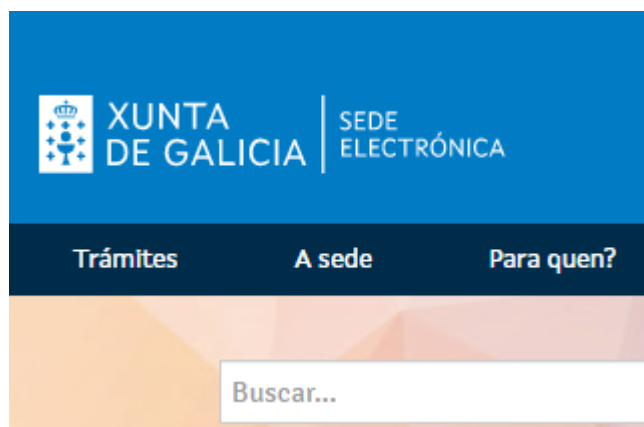 XUNTA
DE GALICIA
SEDE
ELECTRÓNICA
Trámites A sede Para quen?
Buscar...